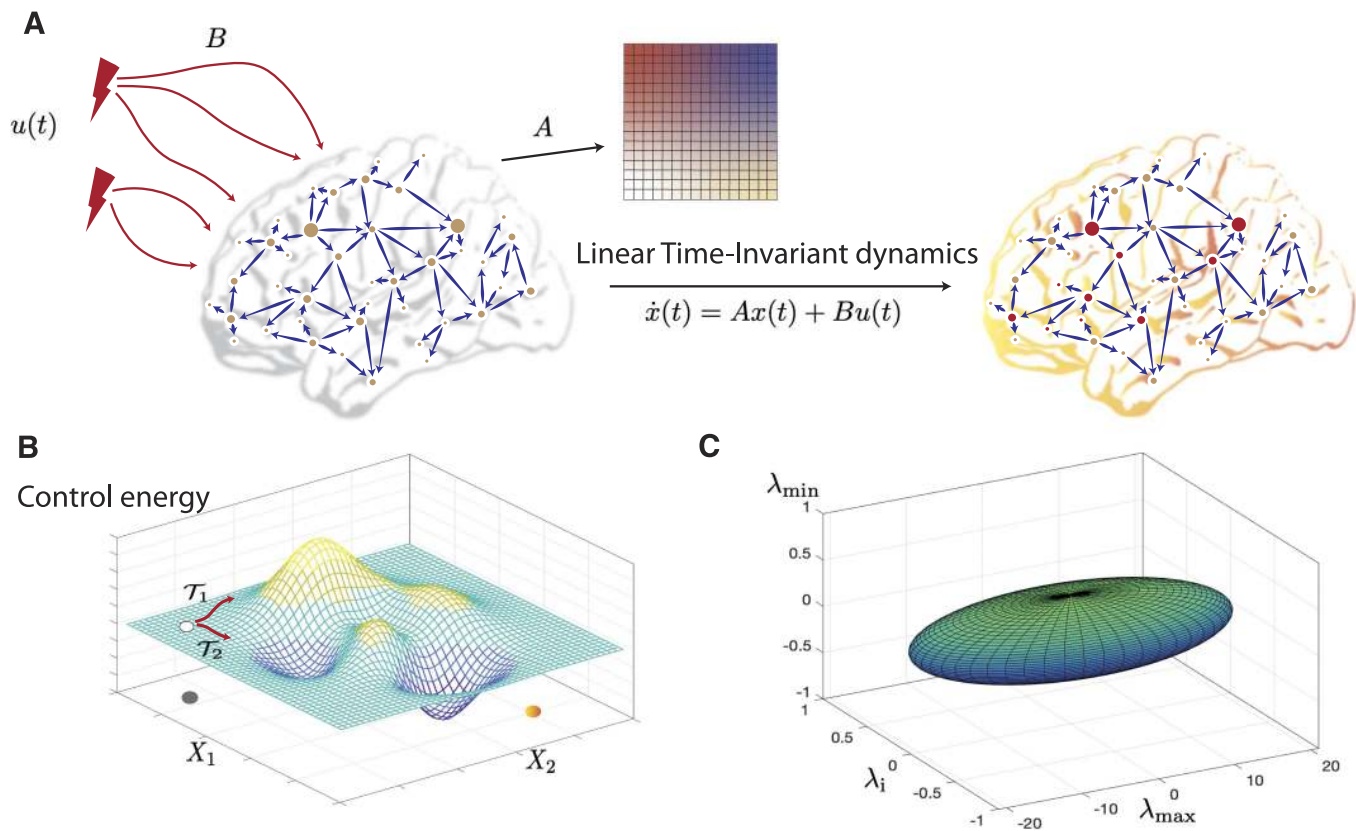 A
B
u(t)
A
Linear Time-Invariant dynamics
ẋ(t) = Ax(t) + Bu(t)
B
Control energy
𝒯₁
𝒯₂
X₁
X₂
C
λmin
1
0.5
0
-0.5
-1
1
0.5
0
-0.5
-1
λi
-20
-10
0
10
20
λmax